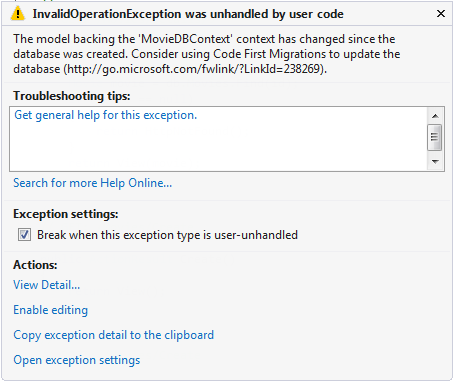 InvalidOperationException was unhandled by user code
The model backing the 'MovieDBContext' context has changed since the
database was created. Consider using Code First Migrations to update the
database (http://go.microsoft.com/fwlink/?LinkId=238269).
Troubleshooting tips:
Get general help for this exception.
Search for more Help Online...
Exception settings:
Break when this exception type is user-unhandled
Actions:
View Detail...
Enable editing
Copy exception detail to the clipboard
Open exception settings